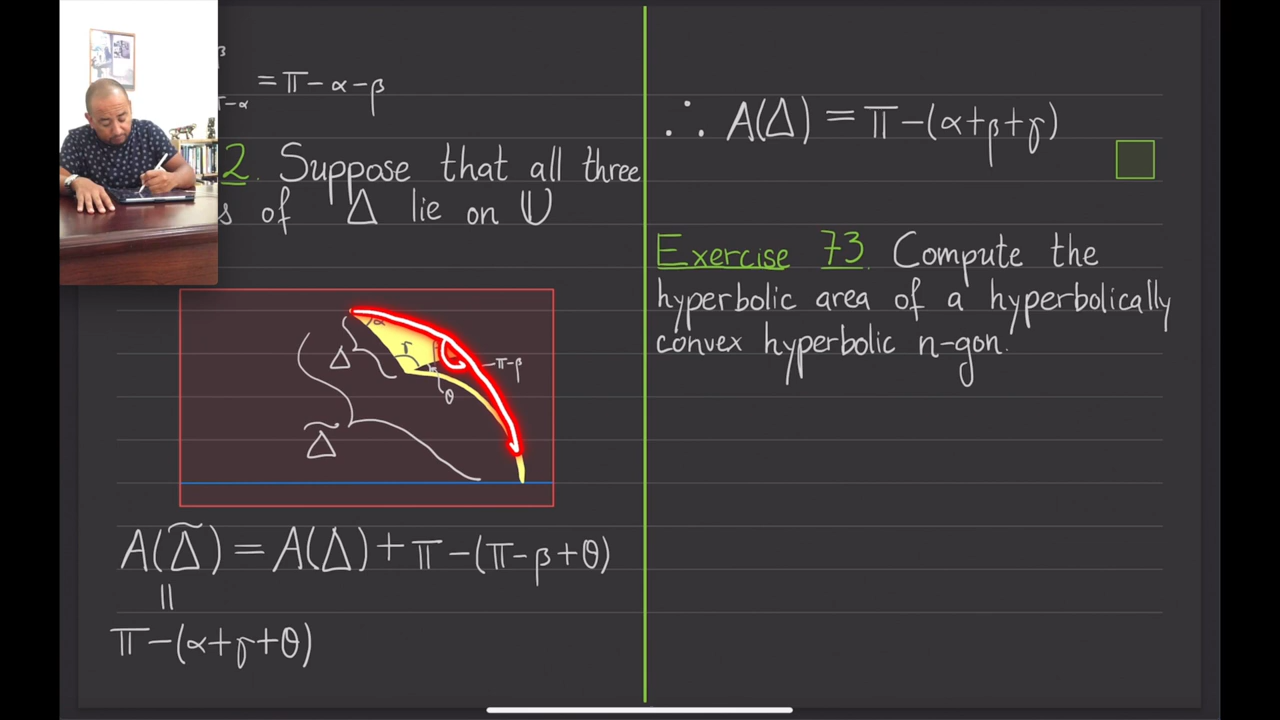 β
= π - α - β
π-α
2. Suppose that all three
s of Δ lie on 𝕌
α
γ
Δ
π-β
θ
Δ̃
A(Δ̃) = A(Δ) + π - (π - β + θ)
||
π - (α + γ + θ)
∴ A(Δ) = π - (α + β + γ)
Exercise 73. Compute the
hyperbolic area of a hyperbolically
convex hyperbolic n-gon.